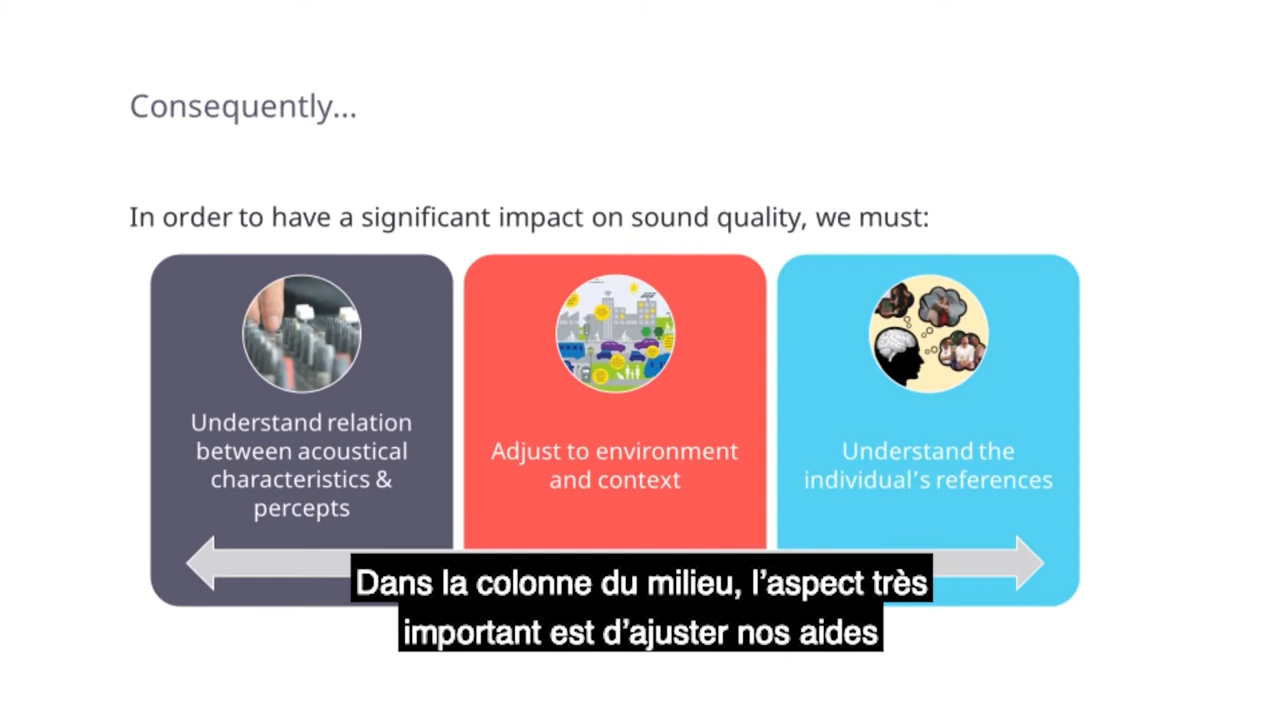 Consequently...
In order to have a significant impact on sound quality, we must:
Understand relation
between acoustical
characteristics &
percepts
Adjust to environment
and context
Understand the
individual's references
Dans la colonne du milieu, l'aspect très
important est d'ajuster nos aides